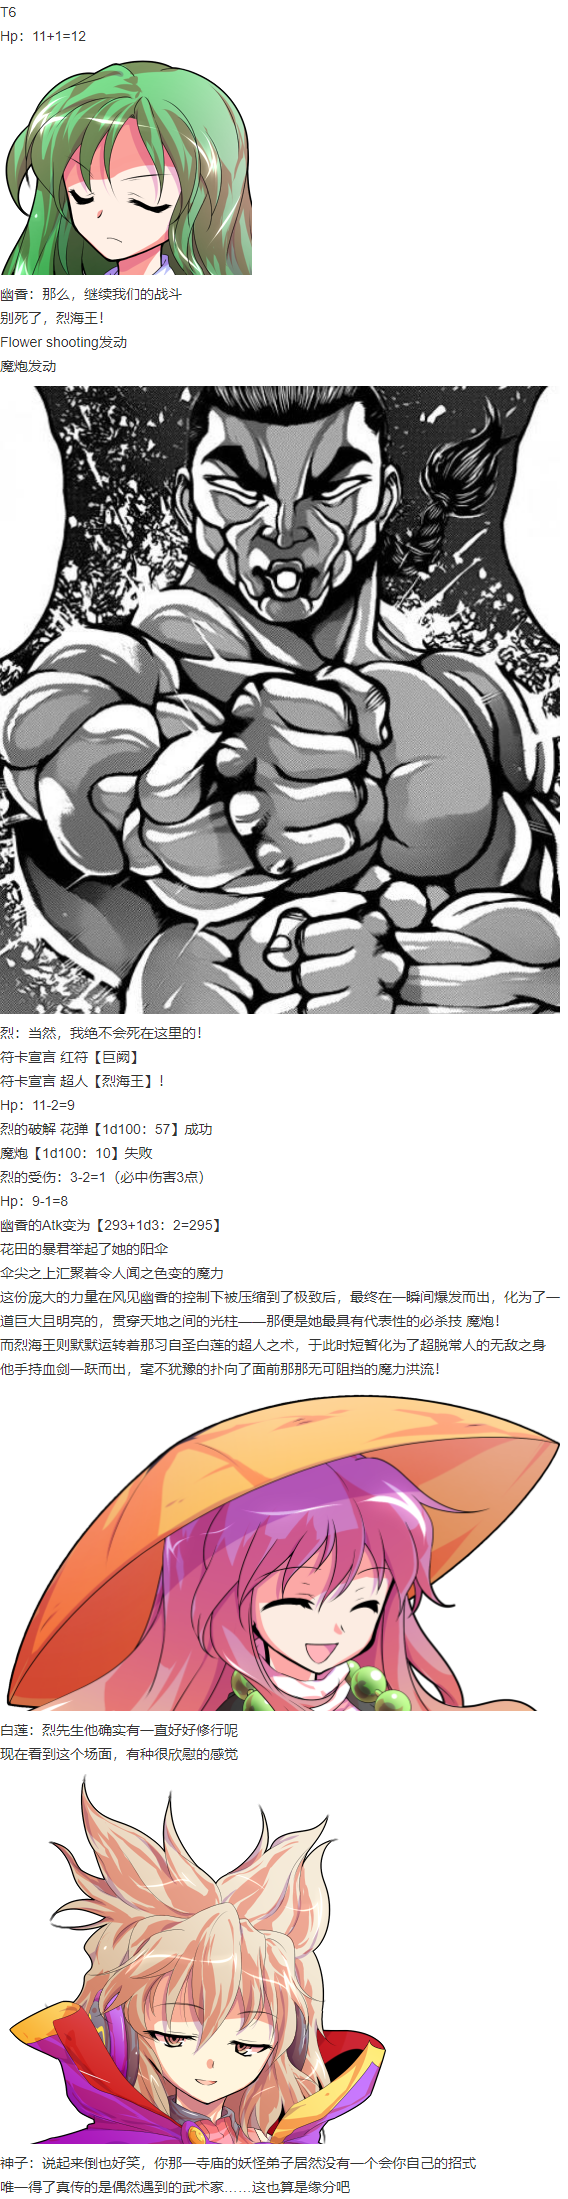 T6
Hp：11+1=12
幽香：那么，继续我们的战斗
别死了，烈海王！
Flower shooting发动
魔炮发动
烈：当然，我绝不会死在这里的！
符卡宣言 红符【巨阙】
符卡宣言 超人【烈海王】！
Hp：11-2=9
烈的破解 花弹【1d100：57】成功
魔炮【1d100：10】失败
烈的受伤：3-2=1（必中伤害3点）
Hp：9-1=8
幽香的Atk变为【293+1d3：2=295】
花田的暴君举起了她的阳伞
伞尖之上汇聚着令人闻之色变的魔力
这份庞大的力量在风见幽香的控制下被压缩到了极致后，最终在一瞬间爆发而出，化为了一
道巨大且明亮的，贯穿天地之间的光柱——那便是她最具有代表性的必杀技 魔炮！
而烈海王则默默运转着那习自圣白莲的超人之术，于此时短暂化为了超脱常人的无敌之身
他手持血剑一跃而出，毫不犹豫的扑向了面前那那无可阻挡的魔力洪流！
白莲：烈先生他确实有一直好好修行呢
现在看到这个场面，有种很欣慰的感觉
神子：说起来倒也好笑，你那一寺庙的妖怪弟子居然没有一个会你自己的招式
唯一得了真传的是偶然遇到的武术家……这也算是缘分吧